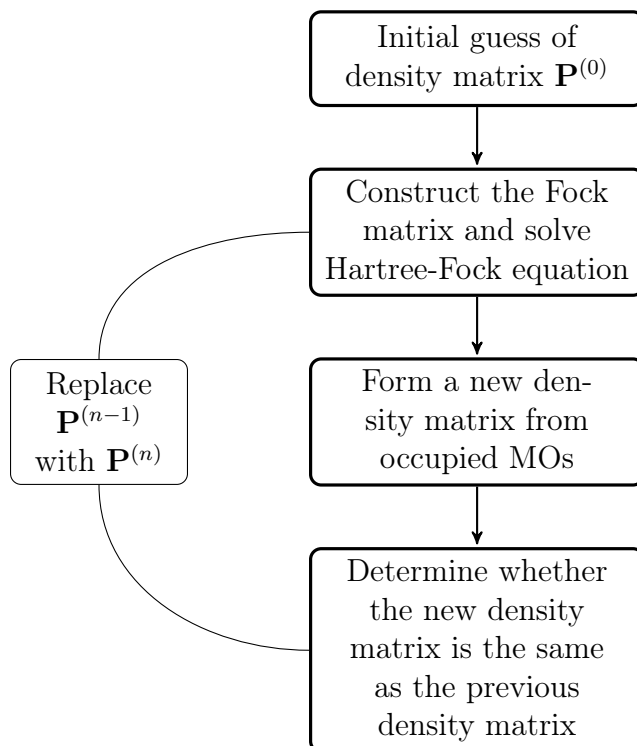 Initial guess of
density matrix P⁽⁰⁾
Construct the Fock
matrix and solve
Hartree-Fock equation
Replace
P⁽ⁿ⁻¹⁾
with P⁽ⁿ⁾
Form a new den-
sity matrix from
occupied MOs
Determine whether
the new density
matrix is the same
as the previous
density matrix